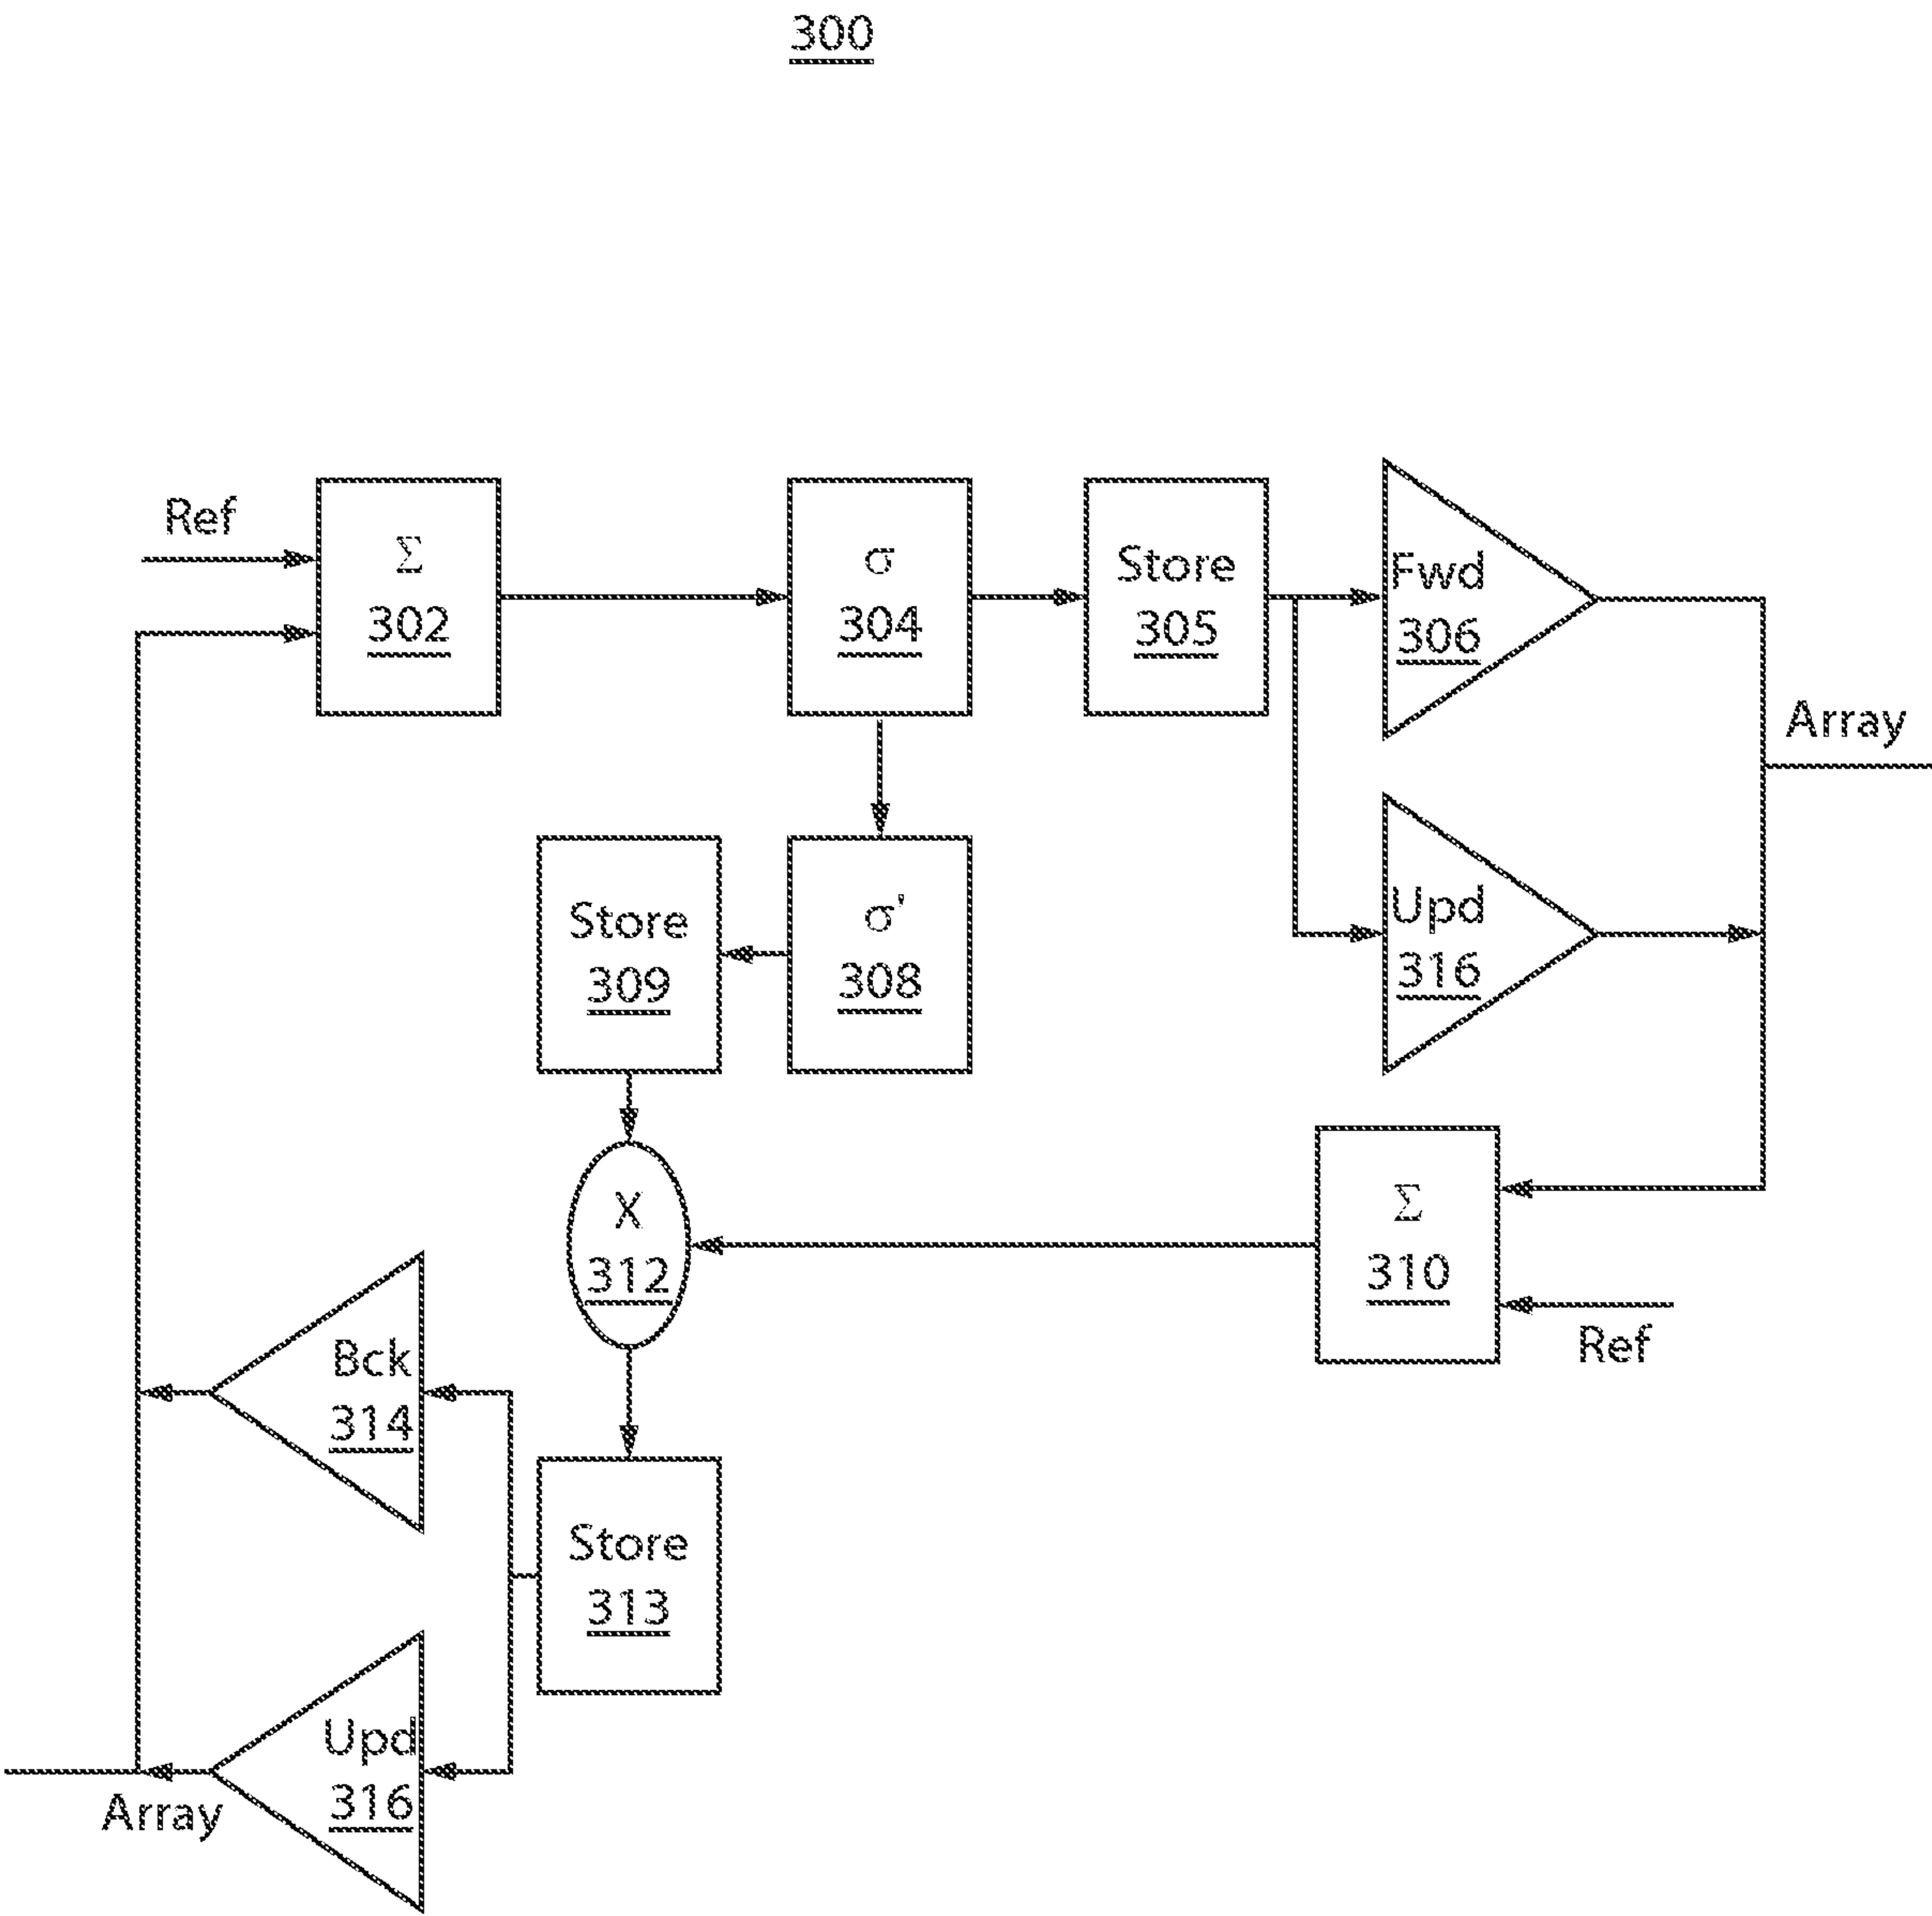 300
Ref
Σ
302
σ
304
Store
305
Fwd
306
Array
Store
309
σ'
308
Upd
316
X
312
Σ
310
Ref
Bck
314
Store
313
Upd
316
Array